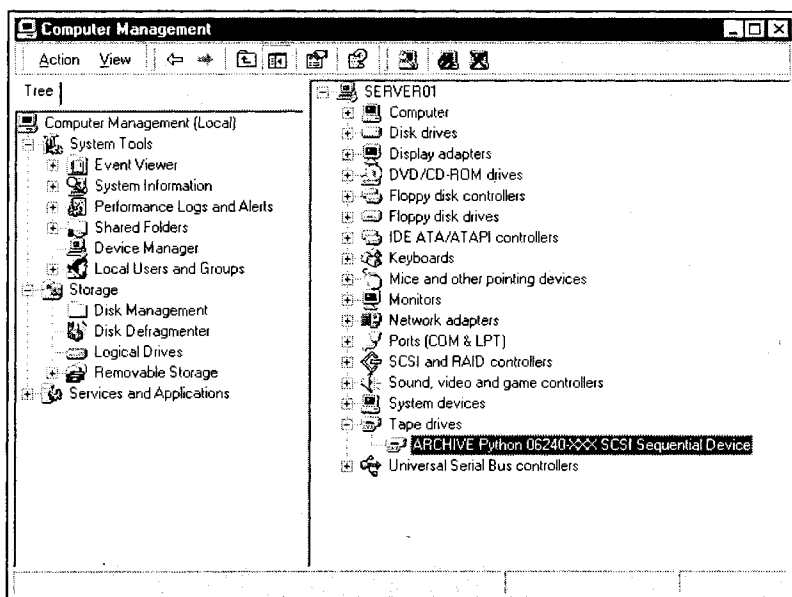 Computer Management
Action View
Tree
Computer Management (Local)
System Tools
Event Viewer
System Information
Performance Logs and Alerts
Shared Folders
Device Manager
Local Users and Groups
Storage
Disk Management
Disk Defragmenter
Logical Drives
Removable Storage
Services and Applications
SERVER01
Computer
Disk drives
Display adapters
DVD/CD-ROM drives
Floppy disk controllers
Floppy disk drives
IDE ATA/ATAPI controllers
Keyboards
Mice and other pointing devices
Monitors
Network adapters
Ports (COM & LPT)
SCSI and RAID controllers
Sound, video and game controllers
System devices
Tape drives
ARCHIVE Python 06240-XXX SCSI Sequential Device
Universal Serial Bus controllers